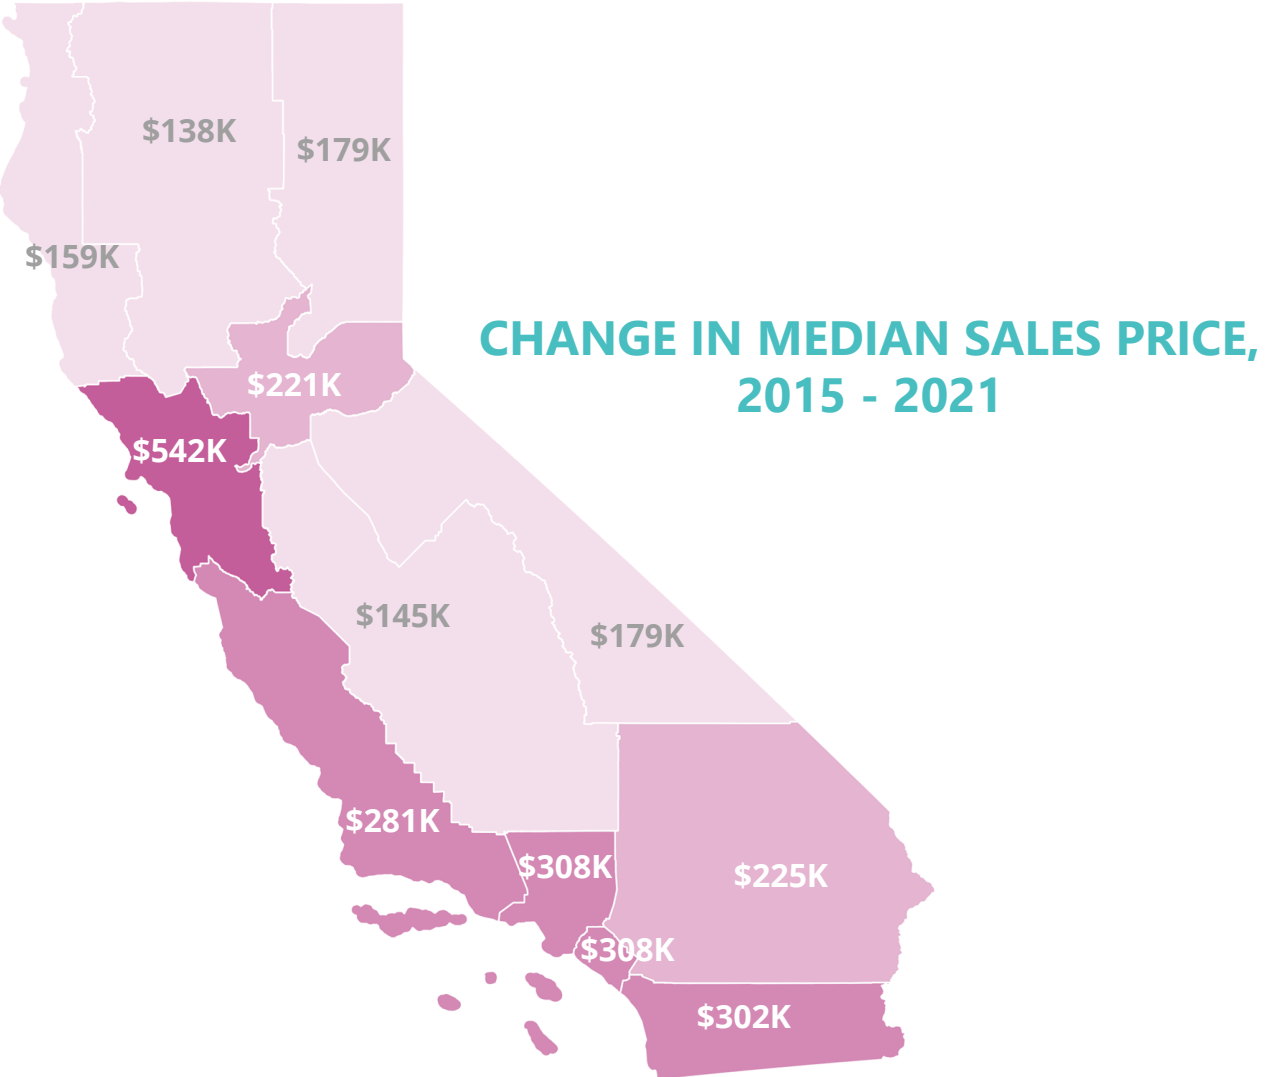 $138K
$179K
$159K
CHANGE IN MEDIAN SALES PRICE,
2015 - 2021
$221K
$542K
$145K
$179K
$281K
$308K
$225K
$308K
$302K